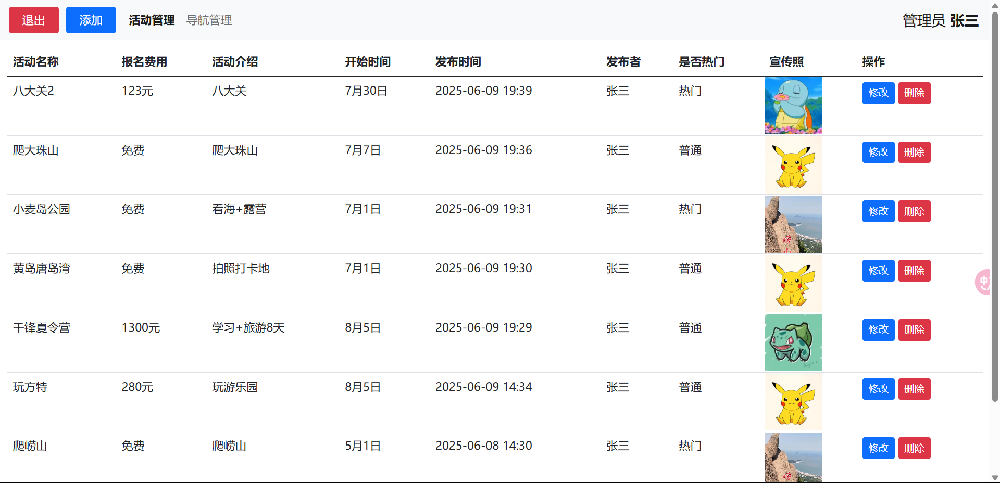 退出 添加 活动管理 导航管理 管理员 张三
活动名称 报名费用 活动介绍 开始时间 发布时间 发布者 是否热门 宣传照 操作
八大关2 123元 八大关 7月30日 2025-06-09 19:39 张三 热门 修改 删除
爬大珠山 免费 爬大珠山 7月7日 2025-06-09 19:36 张三 普通 修改 删除
小麦岛公园 免费 看海+露营 7月1日 2025-06-09 19:31 张三 热门 修改 删除
崂
山
黄岛唐岛湾 免费 拍照打卡地 7月1日 2025-06-09 19:30 张三 普通 修改 删除
中
千锋夏令营 1300元 学习+旅游8天 8月5日 2025-06-09 19:29 张三 普通 修改 删除
玩方特 280元 玩游乐园 8月5日 2025-06-09 14:34 张三 普通 修改 删除
爬崂山 免费 爬崂山 5月1日 2025-06-08 14:30 张三 热门 修改 删除
崂